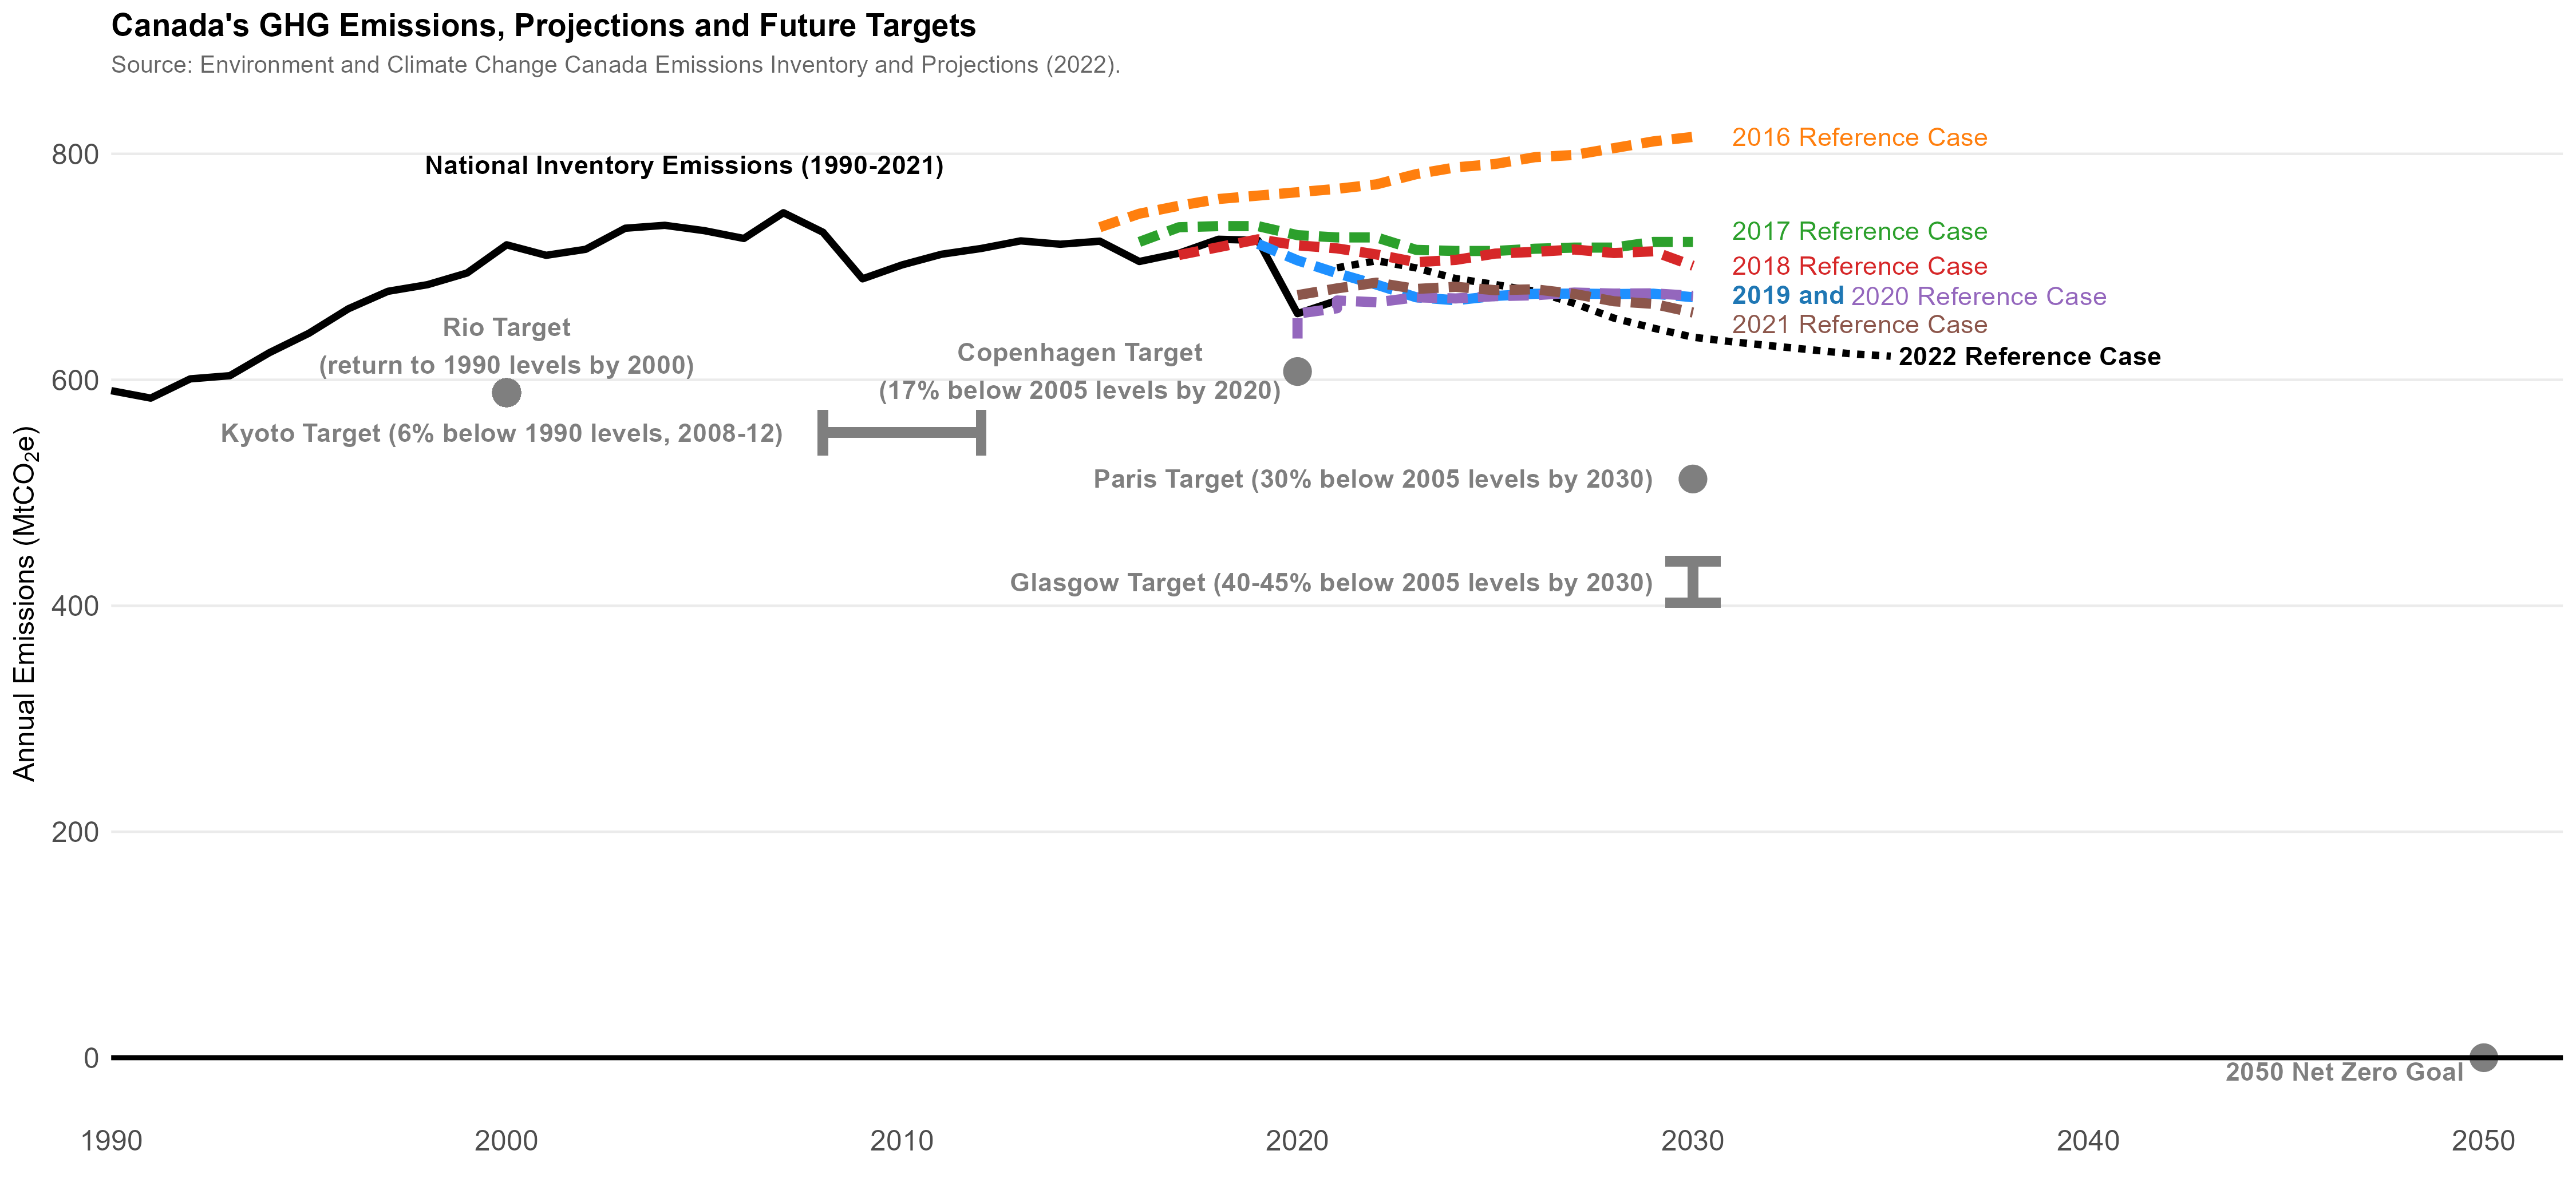 Canada's GHG Emissions, Projections and Future Targets
Source: Environment and Climate Change Canada Emissions Inventory and Projections (2022).
2016 Reference Case
800
National Inventory Emissions (1990-2021)
2017 Reference Case
2018 Reference Case
2019 and 2020 Reference Case
2021 Reference Case
Rio Target
(return to 1990 levels by 2000)
Copenhagen Target
(17% below 2005 levels by 2020)
2022 Reference Case
600
Kyoto Target (6% below 1990 levels, 2008-12)
Paris Target (30% below 2005 levels by 2030)
Glasgow Target (40-45% below 2005 levels by 2030)
400
Annual Emissions (MtCO₂e)
200
0
2050 Net Zero Goal
1990 2000 2010 2020 2030 2040 2050